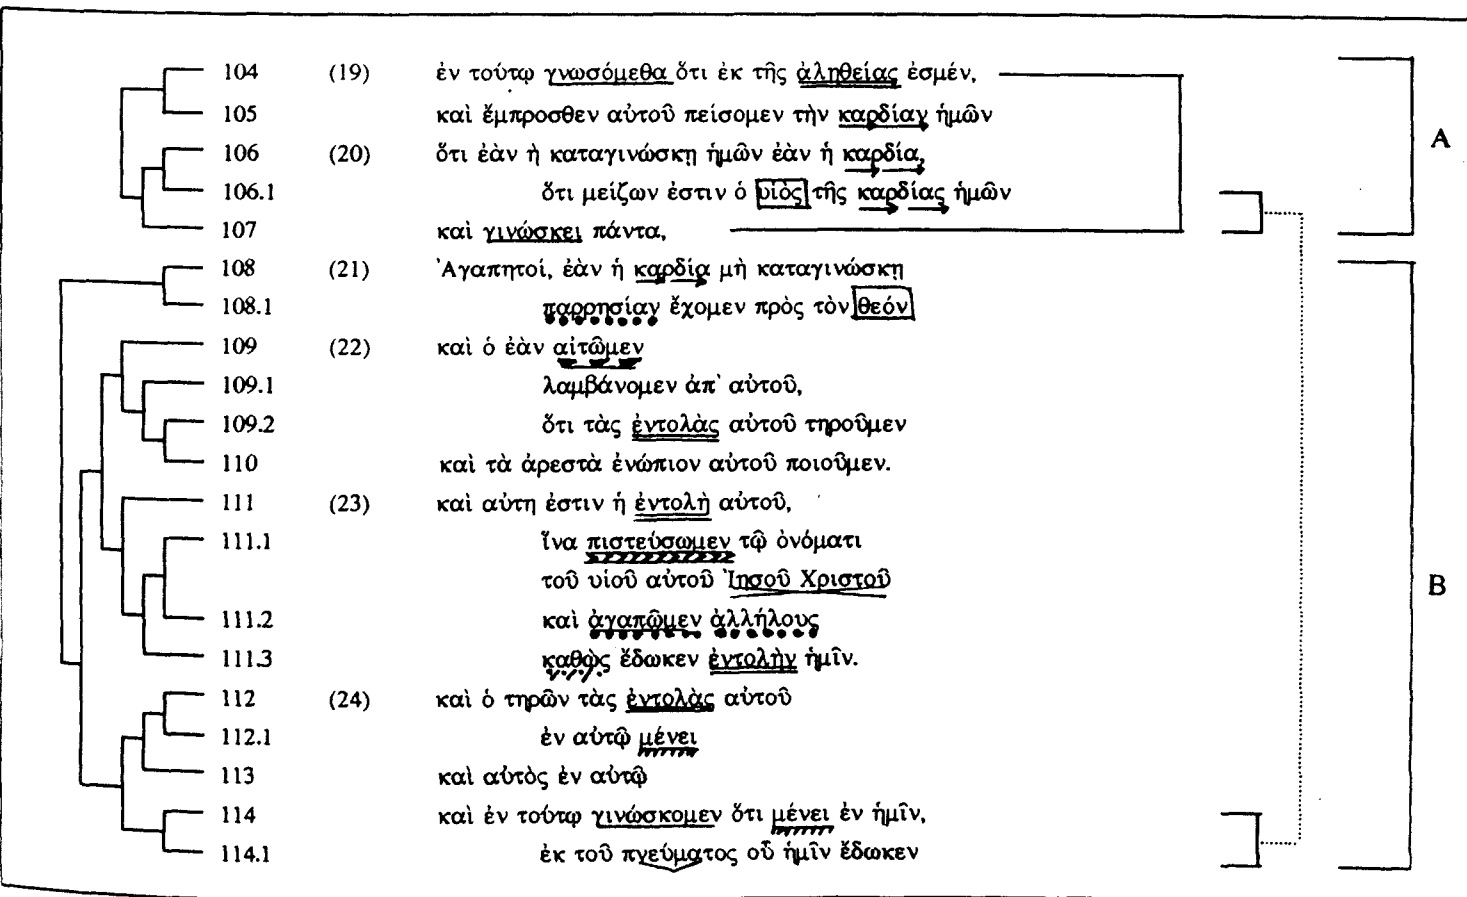 104 (19) ἐν τούτῳ γνωσόμεθα ὅτι ἐκ τῆς ἀληθείας ἐσμέν,
105 καὶ ἔμπροσθεν αὐτοῦ πείσομεν τὴν καρδίαν ἡμῶν
106 (20) ὅτι ἐὰν ἡ καταγινώσκῃ ἡμῶν ἐὰν ἡ καρδία,
106.1 ὅτι μείζων ἐστιν ὁ υἱὸς τῆς καρδίας ἡμῶν
107 καὶ γινώσκει πάντα,
A
108 (21) Ἀγαπητοί, ἐὰν ἡ καρδία μὴ καταγινώσκῃ
108.1 παρρησίαν ἔχομεν πρὸς τὸν θεόν
109 (22) καὶ ὁ ἐὰν αἰτῶμεν
109.1 λαμβάνομεν ἀπ' αὐτοῦ,
109.2 ὅτι τὰς ἐντολὰς αὐτοῦ τηροῦμεν
110 καὶ τὰ ἀρεστὰ ἐνώπιον αὐτοῦ ποιοῦμεν.
111 (23) καὶ αὐτη ἐστιν ἡ ἐντολὴ αὐτοῦ,
111.1 ἵνα πιστεύσωμεν τῷ ὀνόματι
τοῦ υἱοῦ αὐτοῦ Ἰησοῦ Χριστοῦ
B
111.2 καὶ ἀγαπῶμεν ἀλλήλους
111.3 καθὼς ἔδωκεν ἐντολὴν ἡμῖν.
112 (24) καὶ ὁ τηρῶν τὰς ἐντολὰς αὐτοῦ
112.1 ἐν αὐτῷ μένει
113 καὶ αὐτὸς ἐν αὐτῷ
114 καὶ ἐν τούτῳ γινώσκομεν ὅτι μένει ἐν ἡμῖν,
114.1 ἐκ τοῦ πνεύματος οὗ ἡμῖν ἔδωκεν